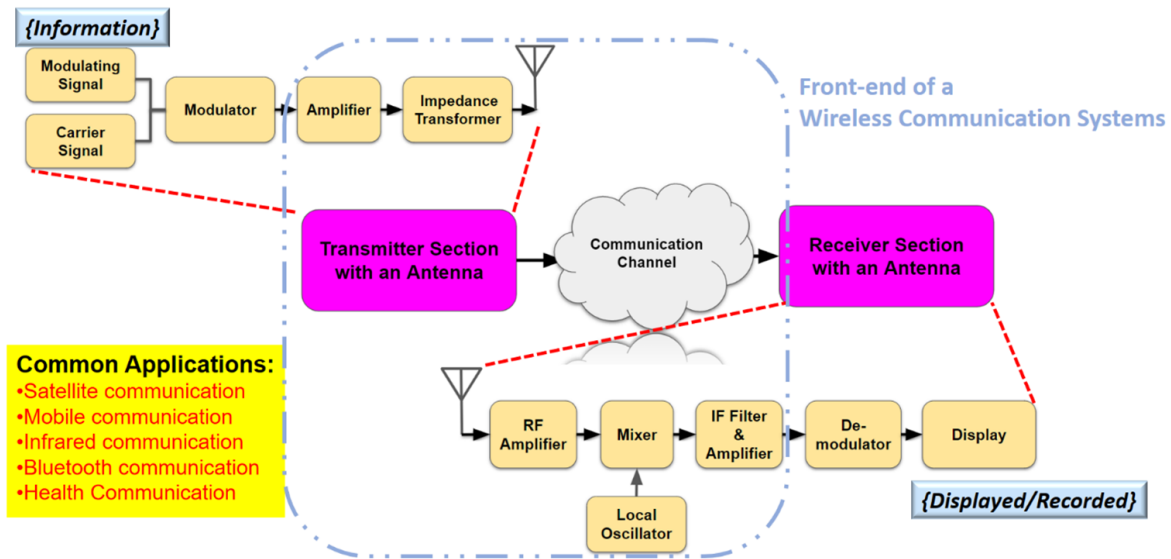 {Information}
Modulating
Signal
Carrier
Signal
Modulator
Amplifier
Impedance
Transformer
Front-end of a
Wireless Communication Systems
Transmitter Section
with an Antenna
Communication
Channel
Receiver Section
with an Antenna
Common Applications:
•Satellite communication
•Mobile communication
•Infrared communication
•Bluetooth communication
•Health Communication
RF
Amplifier
Mixer
IF Filter
&
Amplifier
De-
modulator
Display
Local
Oscillator
{Displayed/Recorded}